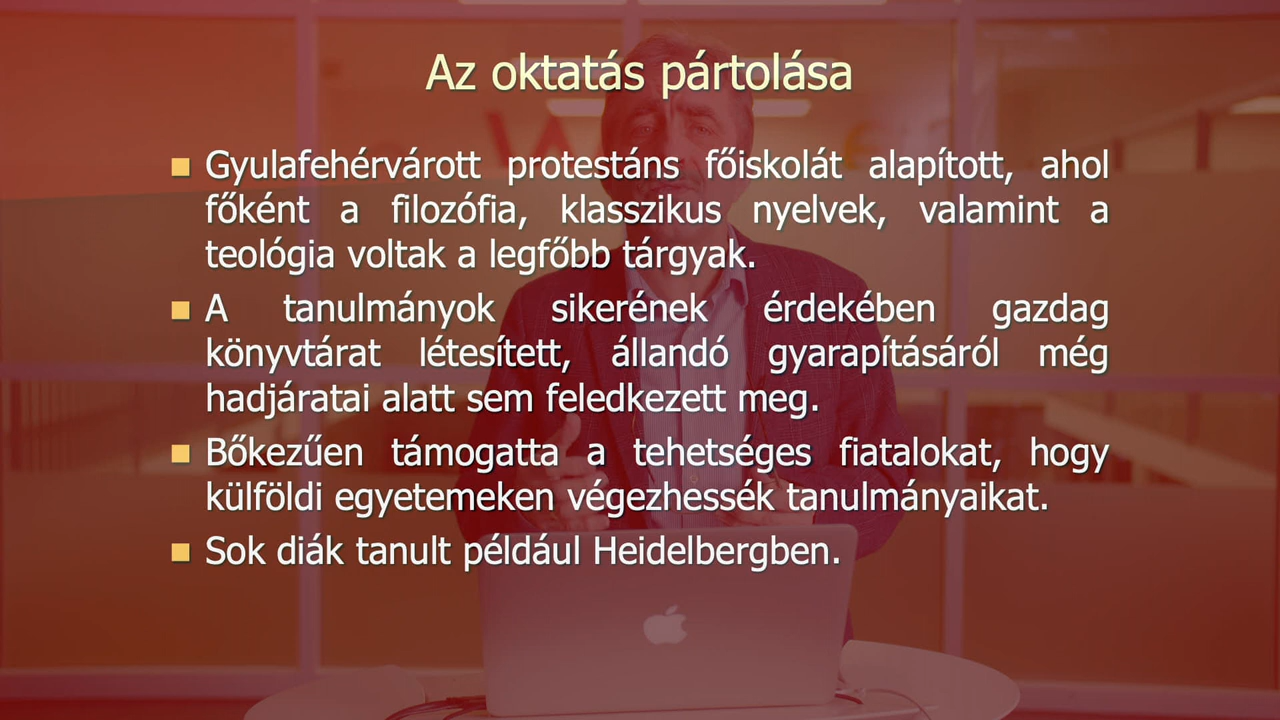 Az oktatás pártolása
Gyulafehérvárott protestáns főiskolát alapított, ahol
főként a filozófia, klasszikus nyelvek, valamint a
teológia voltak a legfőbb tárgyak.
A tanulmányok sikerének érdekében gazdag
könyvtárat létesített, állandó gyarapításáról még
hadjáratai alatt sem feledkezett meg.
Bőkezűen támogatta a tehetséges fiatalokat, hogy
külföldi egyetemeken végezhessék tanulmányaikat.
Sok diák tanult például Heidelbergben.